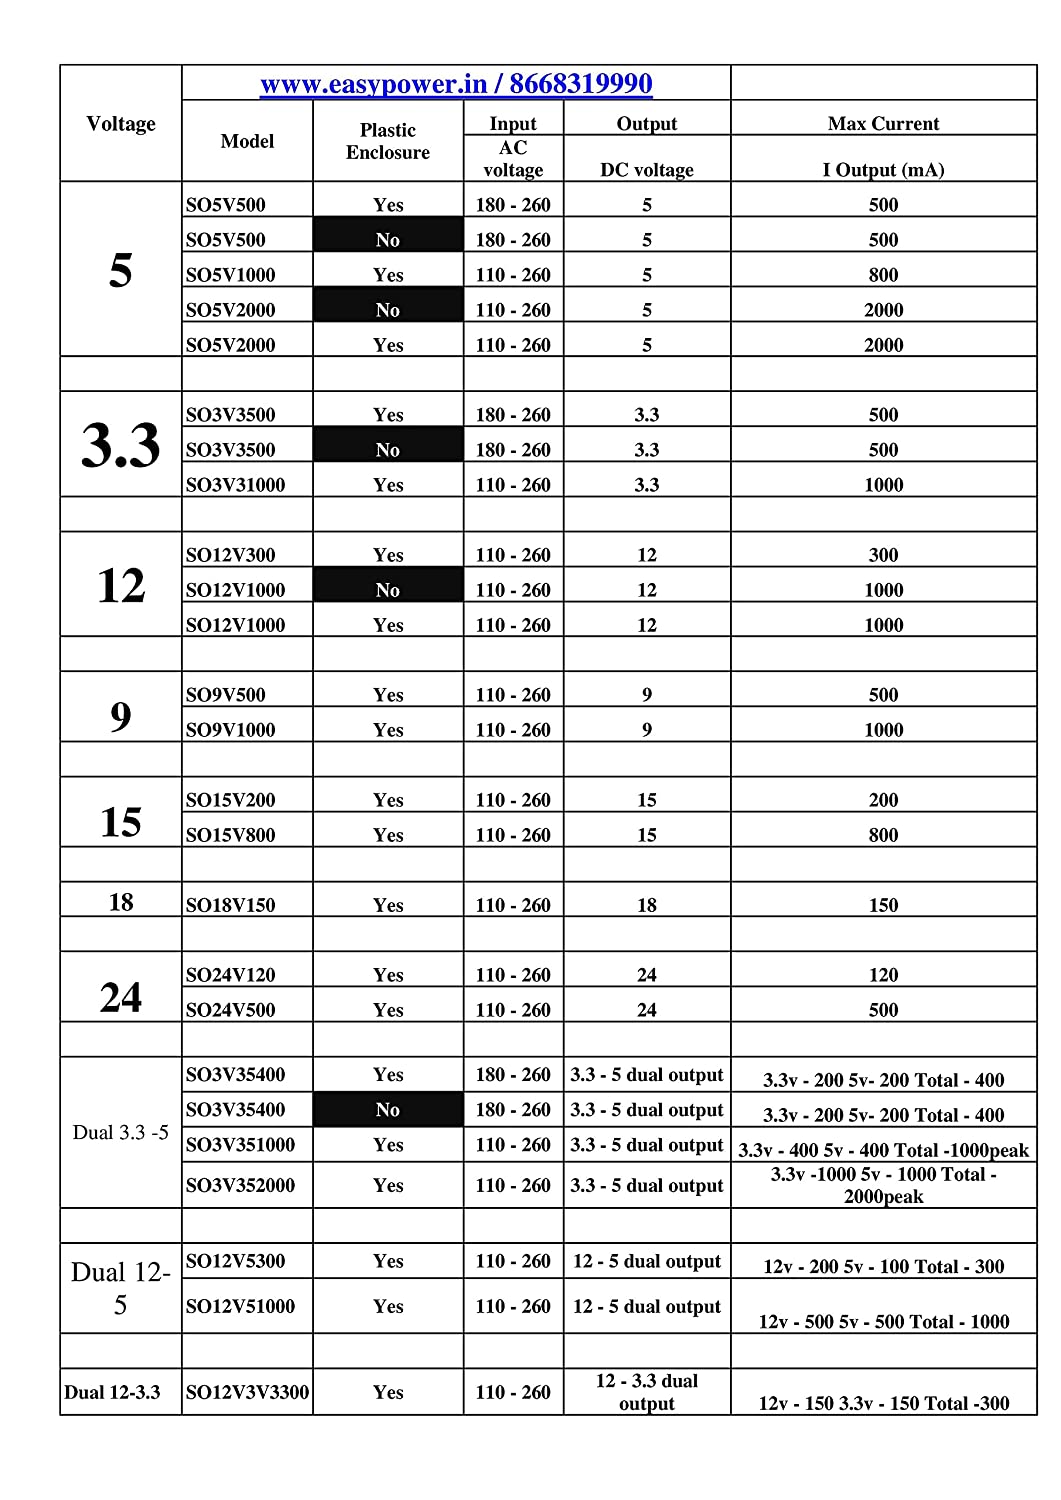 www.easypower.in / 8668319990
Voltage Model Plastic Enclosure Input Output Max Current
AC voltage DC voltage I Output (mA)
5
SO5V500 Yes 180 - 260 5 500
SO5V500 No 180 - 260 5 500
SO5V1000 Yes 110 - 260 5 800
SO5V2000 No 110 - 260 5 2000
SO5V2000 Yes 110 - 260 5 2000
3.3
SO3V3500 Yes 180 - 260 3.3 500
SO3V3500 No 180 - 260 3.3 500
SO3V31000 Yes 110 - 260 3.3 1000
12
SO12V300 Yes 110 - 260 12 300
SO12V1000 No 110 - 260 12 1000
SO12V1000 Yes 110 - 260 12 1000
9
SO9V500 Yes 110 - 260 9 500
SO9V1000 Yes 110 - 260 9 1000
15
SO15V200 Yes 110 - 260 15 200
SO15V800 Yes 110 - 260 15 800
18 SO18V150 Yes 110 - 260 18 150
24
SO24V120 Yes 110 - 260 24 120
SO24V500 Yes 110 - 260 24 500
Dual 3.3 -5
SO3V35400 Yes 180 - 260 3.3 - 5 dual output 3.3v - 200 5v- 200 Total - 400
SO3V35400 No 180 - 260 3.3 - 5 dual output 3.3v - 200 5v- 200 Total - 400
SO3V351000 Yes 110 - 260 3.3 - 5 dual output 3.3v - 400 5v - 400 Total -1000peak
SO3V352000 Yes 110 - 260 3.3 - 5 dual output 3.3v -1000 5v - 1000 Total -
2000peak
Dual 12-
5
SO12V5300 Yes 110 - 260 12 - 5 dual output 12v - 200 5v - 100 Total - 300
SO12V51000 Yes 110 - 260 12 - 5 dual output 12v - 500 5v - 500 Total - 1000
Dual 12-3.3 SO12V3V3300 Yes 110 - 260 12 - 3.3 dual output 12v - 150 3.3v - 150 Total -300